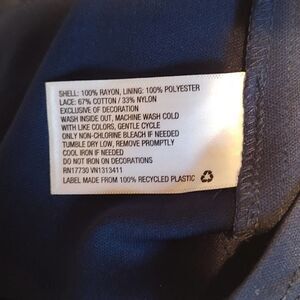 SHELL: 100% RAYON, LINING: 100% POLYESTER
LACE: 67% COTTON / 33% NYLON
EXCLUSIVE OF DECORATION
WASH INSIDE OUT, MACHINE WASH COLD
WITH LIKE COLORS, GENTLE CYCLE
ONLY NON-CHLORINE BLEACH IF NEEDED
TUMBLE DRY LOW, REMOVE PROMPTLY
COOL IRON IF NEEDED
DO NOT IRON ON DECORATIONS
RN17730 VN1313411
LABEL MADE FROM 100% RECYCLED PLASTIC